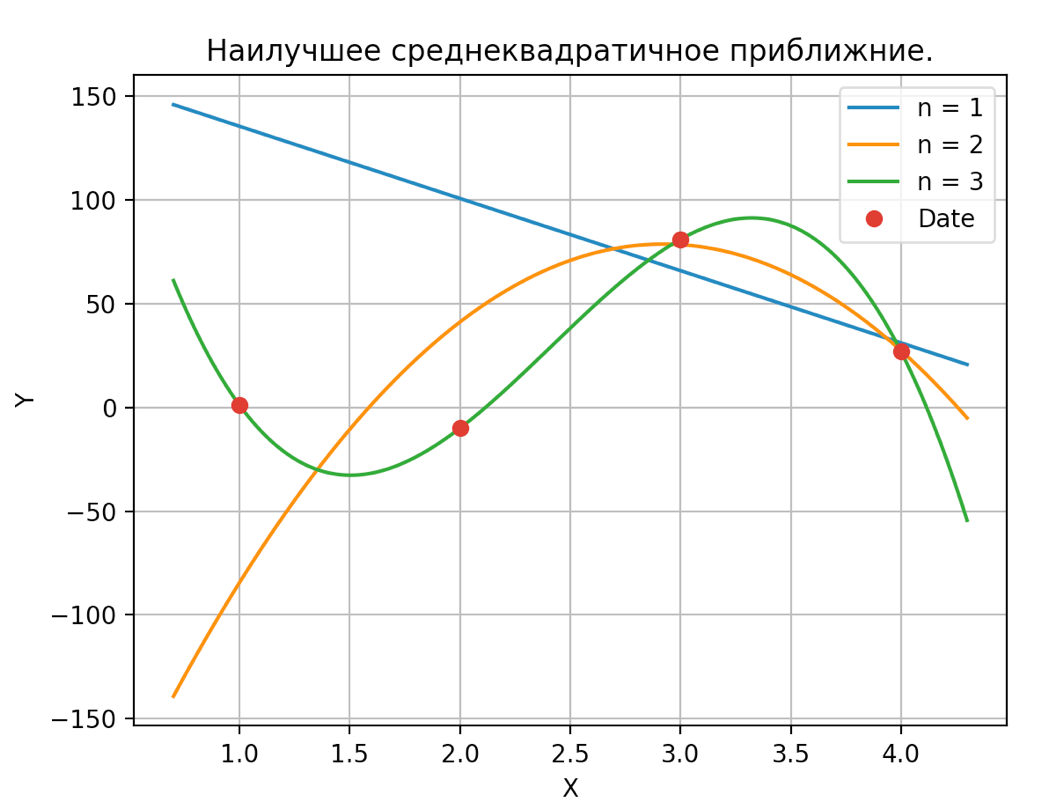 Наилучшее среднеквадратичное приближние.
150
100
50
0
−50
−100
−150
Y
n = 1
n = 2
n = 3
Date
1.0 1.5 2.0 2.5 3.0 3.5 4.0
X